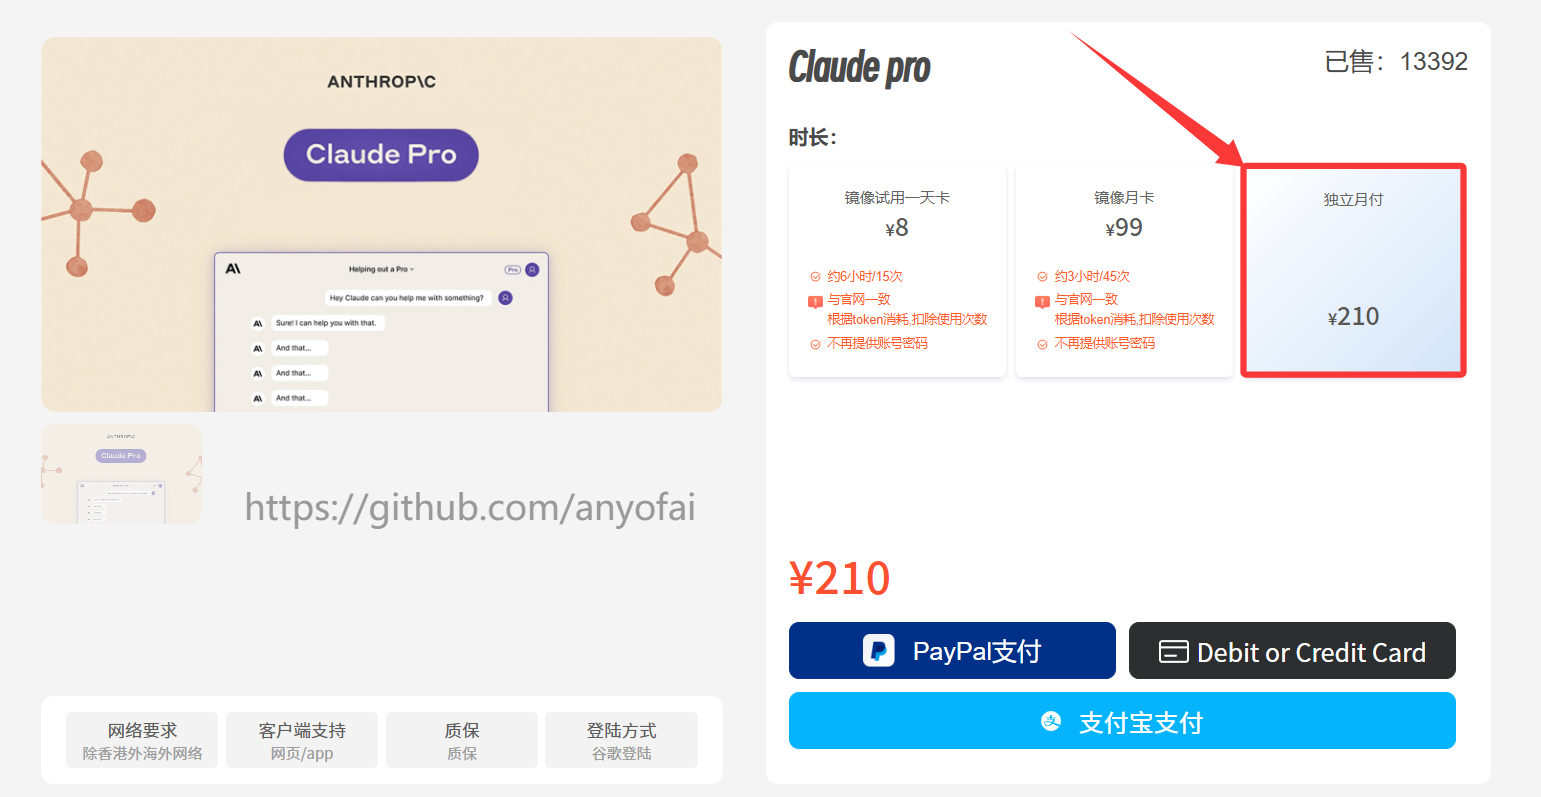 ANTHROP\C
Claude Pro
Helping out a Pro
Pro
Hey Claude can you help me with something?
Sure! I can help you with that.
And that...
And that...
And that...
ANTHROP\C
Claude Pro
https://github.com/anyofai
网络要求
除香港外海外网络
客户端支持
网页/app
质保
质保
登陆方式
谷歌登陆
Claude pro
已售：13392
时长：
镜像试用一天卡
¥8
约6小时/15次
与官网一致
根据token消耗,扣除使用次数
不再提供账号密码
镜像月卡
¥99
约3小时/45次
与官网一致
根据token消耗,扣除使用次数
不再提供账号密码
独立月付
¥210
¥210
PayPal支付
Debit or Credit Card
支付宝支付